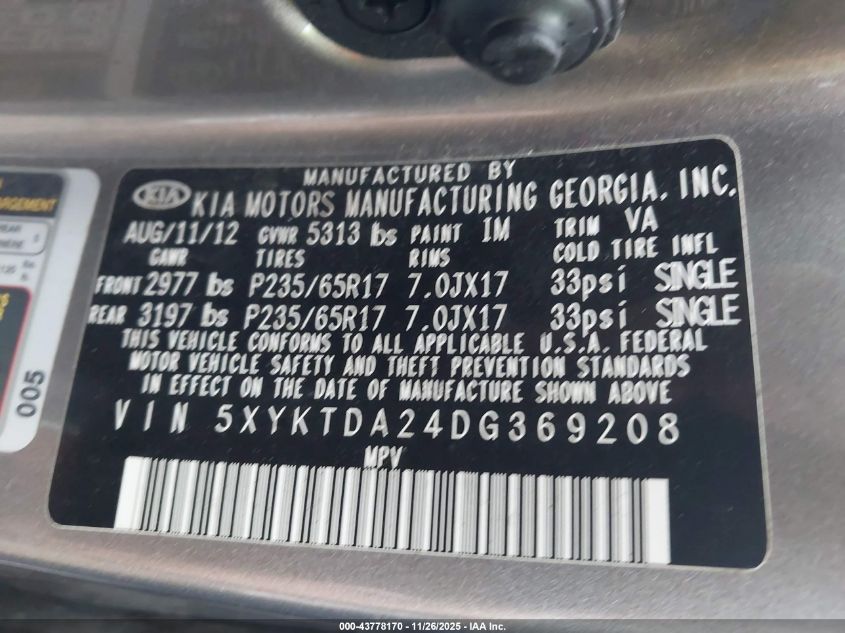 MANUFACTURED BY
KIA KIA MOTORS MANUFACTURING GEORGIA, INC.
AUG/11/12 GVWR 5313 lbs PAINT IM TRIM VA
GAWR TIRES RIMS COLD TIRE INFL
FRONT 2977 lbs P235/65R17 7.0JX17 33psi SINGLE
REAR 3197 lbs P235/65R17 7.0JX17 33psi SINGLE
THIS VEHICLE CONFORMS TO ALL APPLICABLE U.S.A. FEDERAL
MOTOR VEHICLE SAFETY AND THEFT PREVENTION STANDARDS
IN EFFECT ON THE DATE OF MANUFACTURE SHOWN ABOVE
VIN 5XYKTDA24DG369208
MPV
005
000-43778170 - 11/26/2025 - IAA Inc.